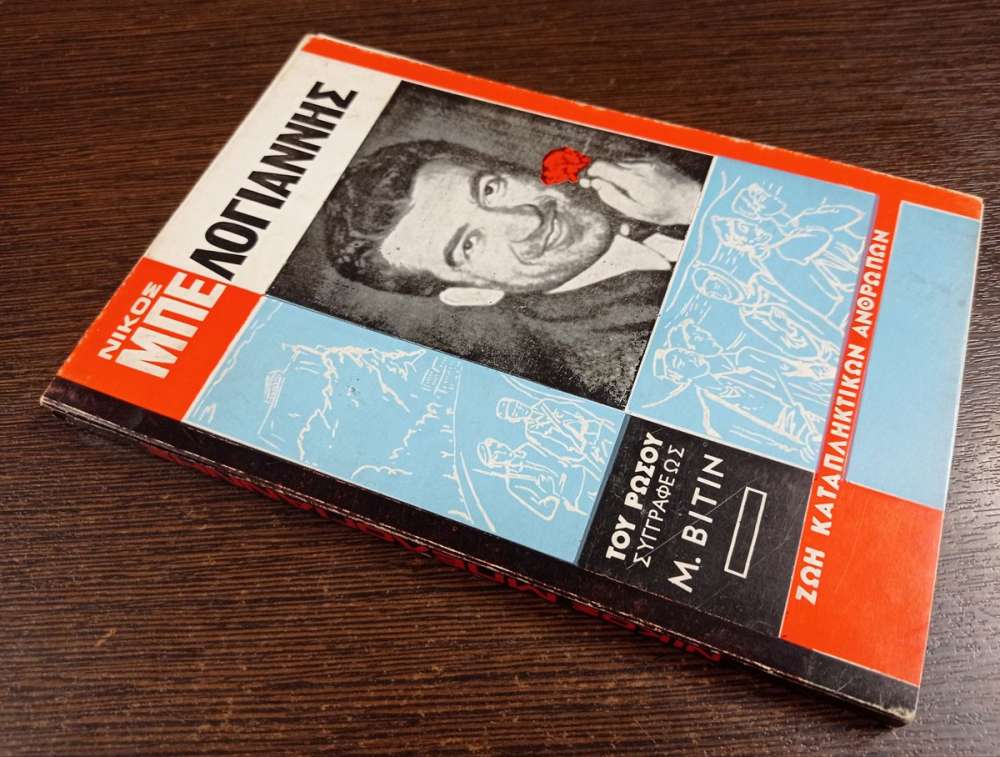 ΝΙΚΟΣ
ΜΠΕΛΟΓΙΑΝΝΗΣ
ΤΟΥ ΡΩΣΟΥ
ΣΥΓΓΡΑΦΕΩΣ
Μ. ΒΙΤΙΝ
ΖΩΗ ΚΑΤΑΠΛΗΚΤΙΚΩΝ ΑΝΘΡΩΠΩΝ